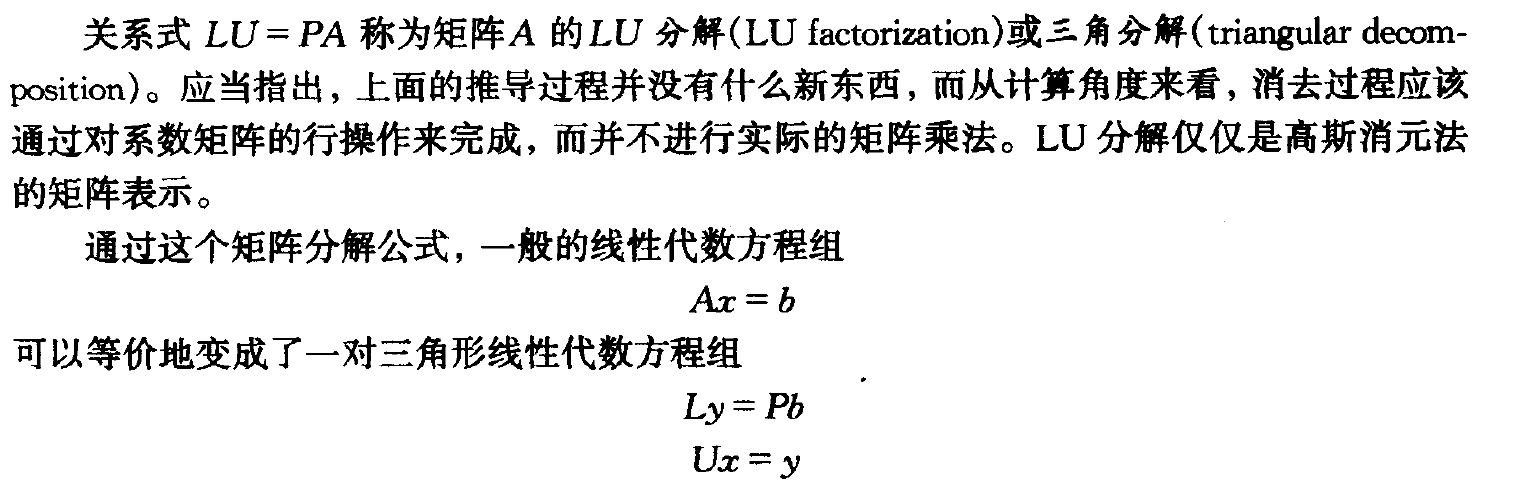 关系式 LU = PA 称为矩阵A 的LU 分解(LU factorization)或三角分解(triangular decom-
position)。应当指出，上面的推导过程并没有什么新东西，而从计算角度来看，消去过程应该
通过对系数矩阵的行操作来完成，而并不进行实际的矩阵乘法。LU 分解仅仅是高斯消元法
的矩阵表示。
通过这个矩阵分解公式，一般的线性代数方程组
Ax = b
可以等价地变成了一对三角形线性代数方程组
Ly = Pb
Ux = y